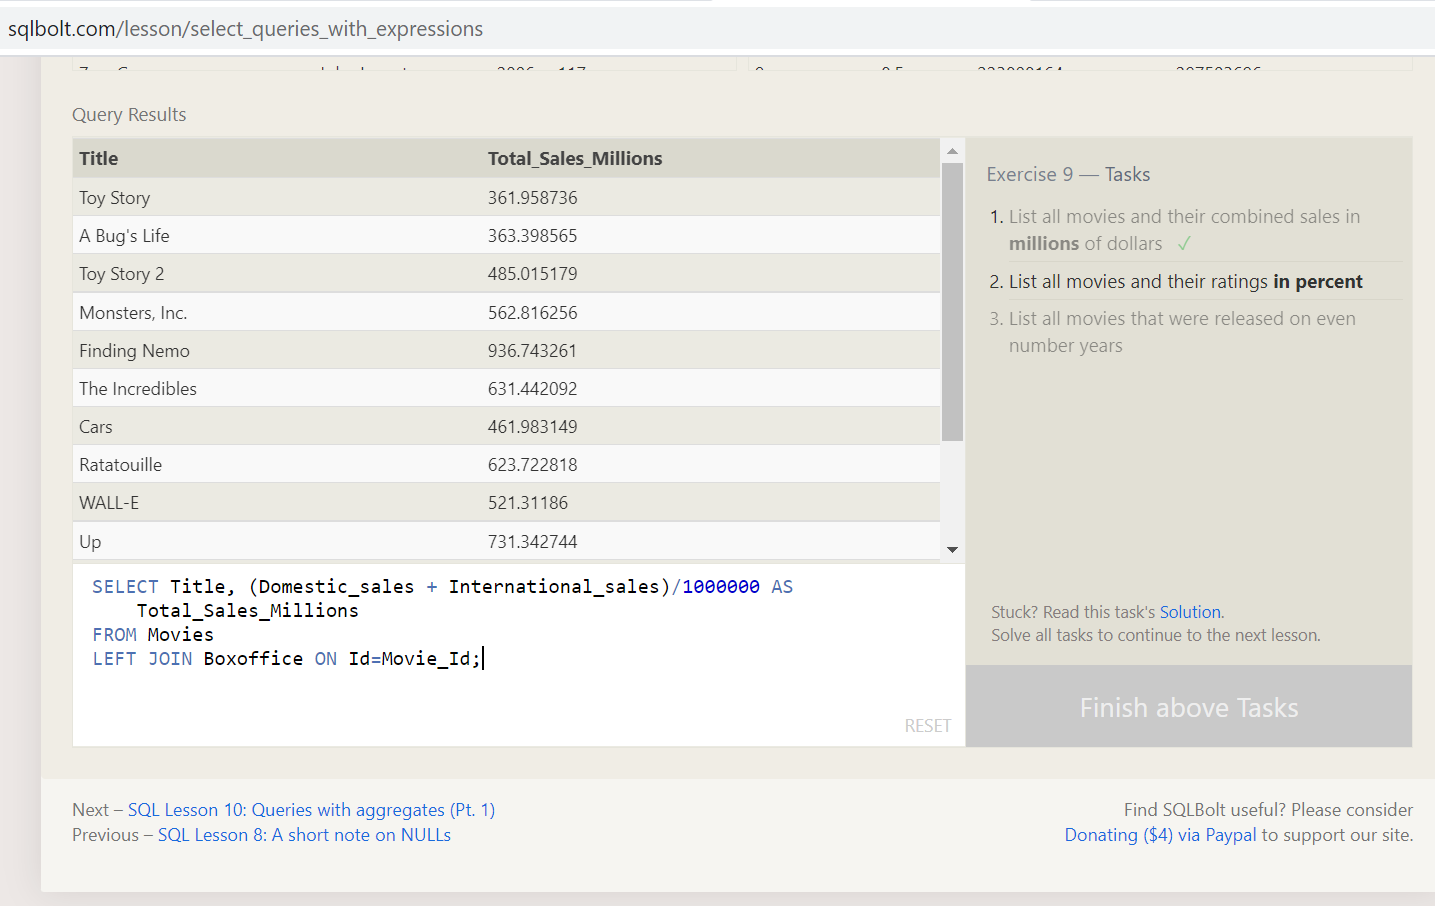 sqlbolt.com/lesson/select_queries_with_expressions
Query Results
Title Total_Sales_Millions
Toy Story 361.958736
A Bug's Life 363.398565
Toy Story 2 485.015179
Monsters, Inc. 562.816256
Finding Nemo 936.743261
The Incredibles 631.442092
Cars 461.983149
Ratatouille 623.722818
WALL-E 521.31186
Up 731.342744
SELECT Title, (Domestic_sales + International_sales)/1000000 AS
Total_Sales_Millions
FROM Movies
LEFT JOIN Boxoffice ON Id=Movie_Id;
RESET
Exercise 9 — Tasks
1. List all movies and their combined sales in
millions of dollars ✓
2. List all movies and their ratings in percent
3. List all movies that were released on even
number years
Stuck? Read this task's Solution.
Solve all tasks to continue to the next lesson.
Finish above Tasks
Next – SQL Lesson 10: Queries with aggregates (Pt. 1)
Previous – SQL Lesson 8: A short note on NULLs
Find SQLBolt useful? Please consider
Donating ($4) via Paypal to support our site.